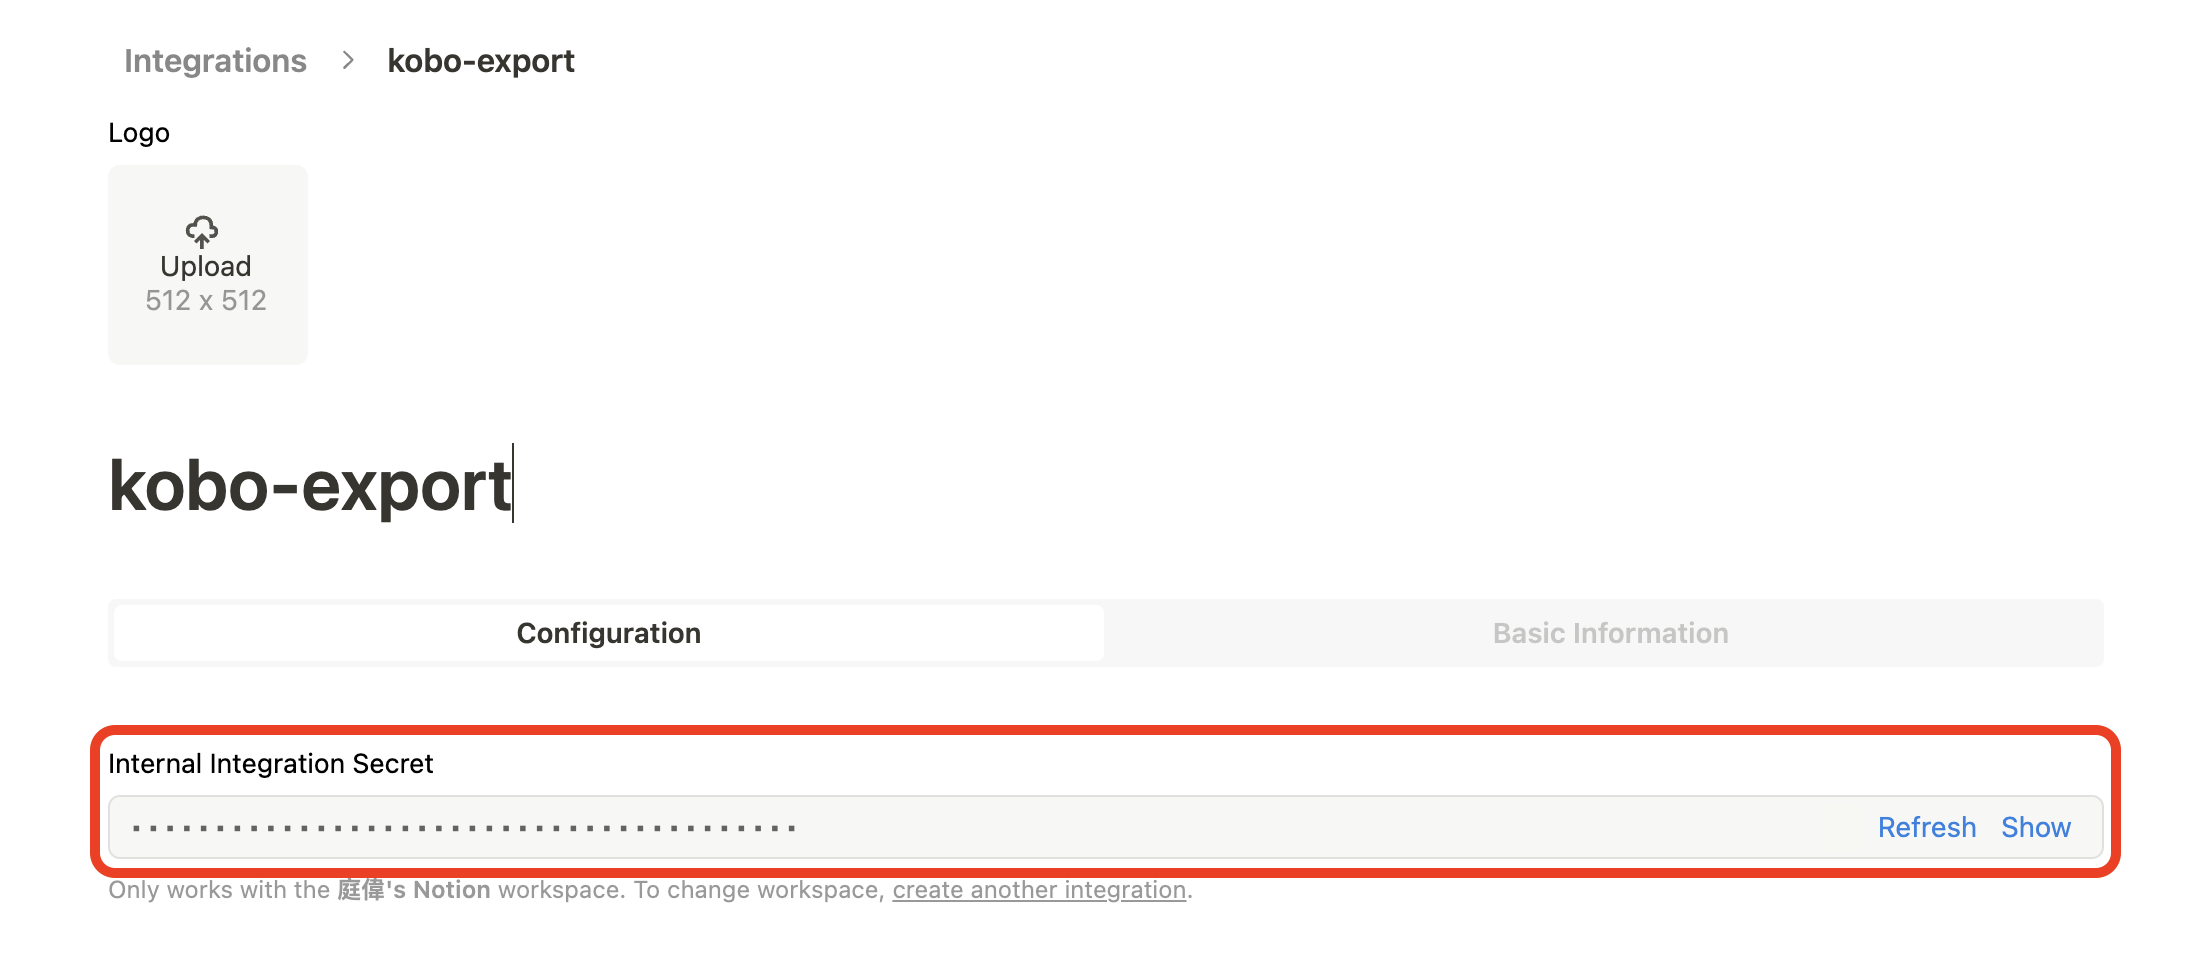 Integrations > kobo-export
Logo
Upload
512 x 512
kobo-export
Configuration
Basic Information
Internal Integration Secret
Refresh Show
Only works with the 庭偉's Notion workspace. To change workspace, create another integration.